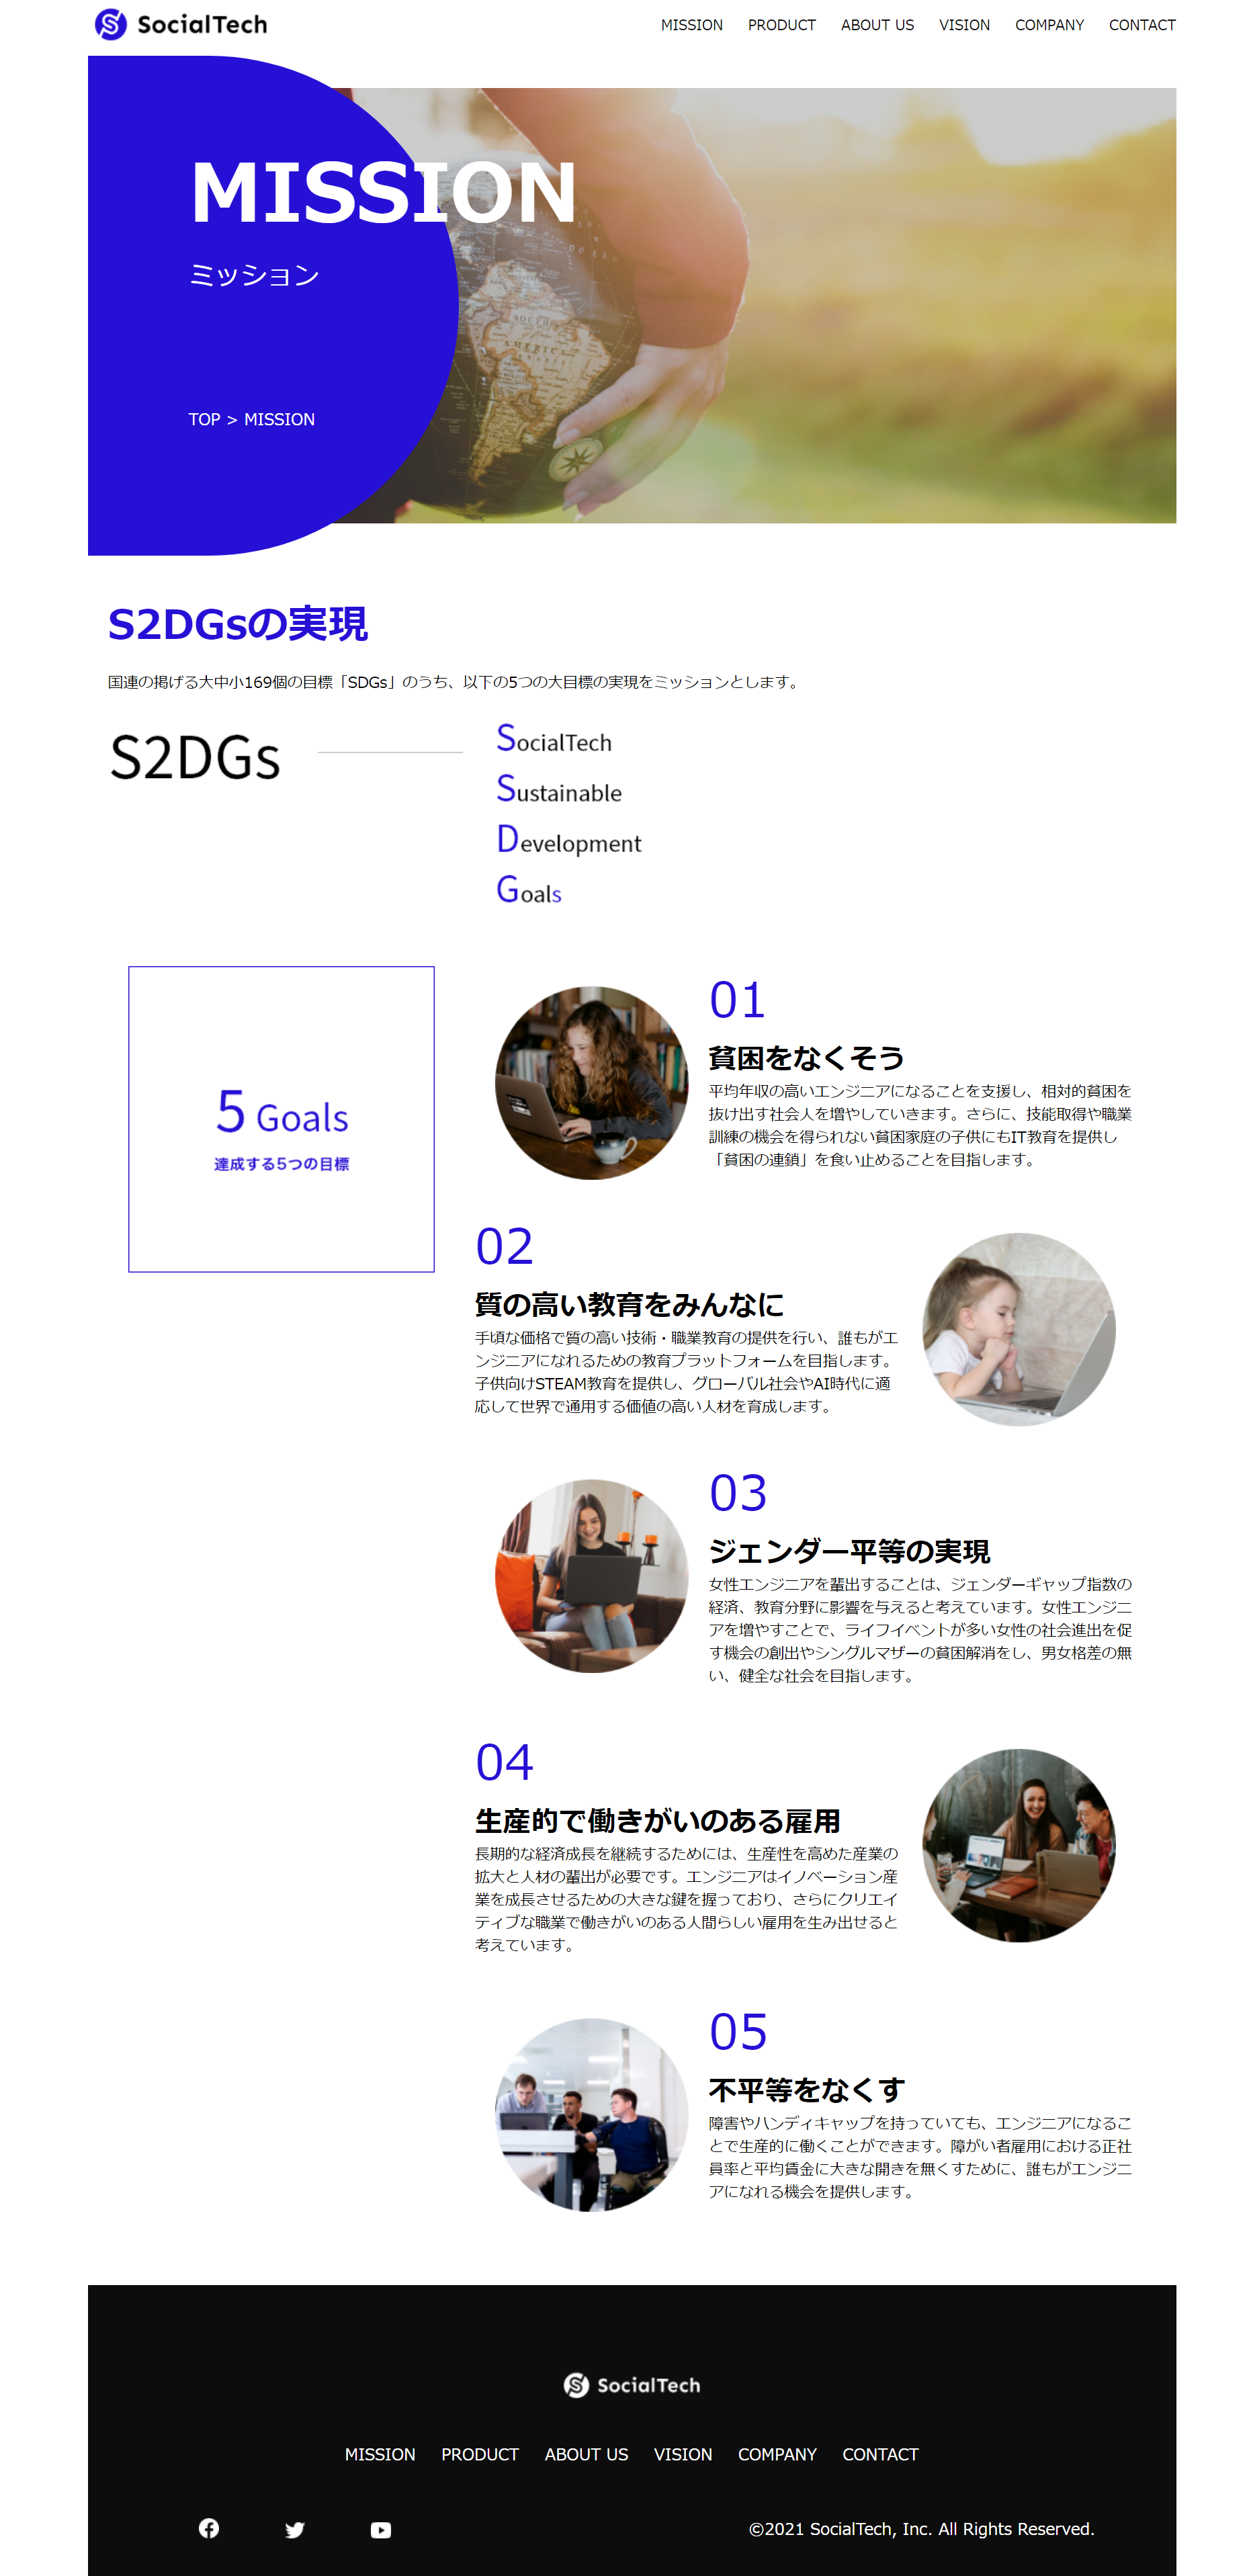 SocialTech
MISSION PRODUCT ABOUT US VISION COMPANY CONTACT
MISSION
ミッション
TOP > MISSION
S2DGsの実現
国連の掲げる大中小169個の目標「SDGs」のうち、以下の5つの大目標の実現をミッションとします。
S2DGs
SocialTech
Sustainable
Development
Goals
5 Goals
達成する5つの目標
01
貧困をなくそう
平均年収の高いエンジニアになることを支援し、相対的貧困を
抜け出す社会人を増やしていきます。さらに、技能取得や職業
訓練の機会を得られない貧困家庭の子供にもIT教育を提供し
「貧困の連鎖」を食い止めることを目指します。
02
質の高い教育をみんなに
手頃な価格で質の高い技術・職業教育の提供を行い、誰もがエ
ンジニアになれるための教育プラットフォームを目指します。
子供向けSTEAM教育を提供し、グローバル社会やAI時代に適
応して世界で通用する価値の高い人材を育成します。
03
ジェンダー平等の実現
女性エンジニアを輩出することは、ジェンダーギャップ指数の
経済、教育分野に影響を与えると考えています。女性エンジニ
アを増やすことで、ライフイベントが多い女性の社会進出を促
す機会の創出やシングルマザーの貧困解消をし、男女格差の無
い、健全な社会を目指します。
04
生産的で働きがいのある雇用
長期的な経済成長を継続するためには、生産性を高めた産業の
拡大と人材の輩出が必要です。エンジニアはイノベーション産
業を成長させるための大きな鍵を握っており、さらにクリエイ
ティブな職業で働きがいのある人間らしい雇用を生み出せると
考えています。
05
不平等をなくす
障害やハンディキャップを持っていても、エンジニアになるこ
とで生産的に働くことができます。障がい者雇用における正社
員率と平均賃金に大きな開きを無くすために、誰もがエンジニ
アになれる機会を提供します。
SocialTech
MISSION PRODUCT ABOUT US VISION COMPANY CONTACT
©2021 SocialTech, Inc. All Rights Reserved.